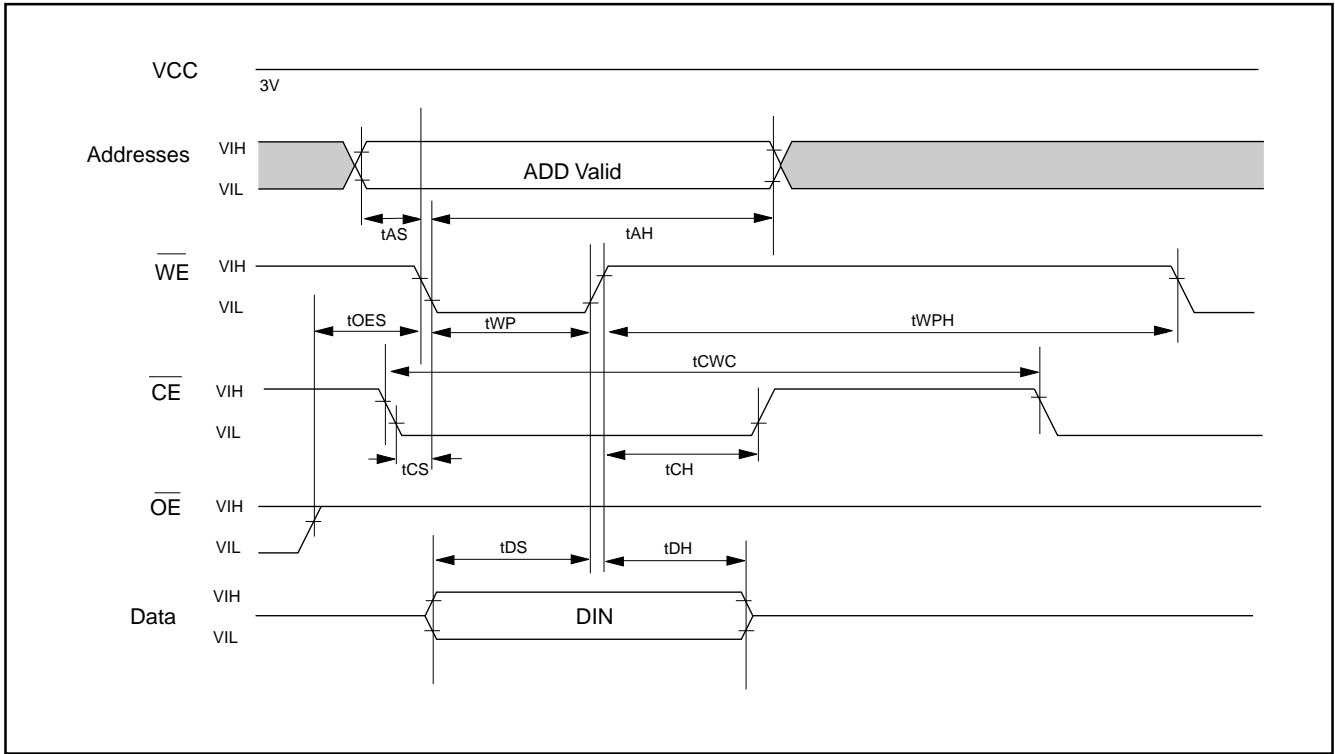 VCC
3V
Addresses
VIH
VIL
ADD Valid
tAS
tAH
WE
VIH
VIL
tOES
tWP
tWPH
tCWC
CE
VIH
VIL
tCS
tCH
OE
VIH
VIL
tDS
tDH
Data
VIH
VIL
DIN